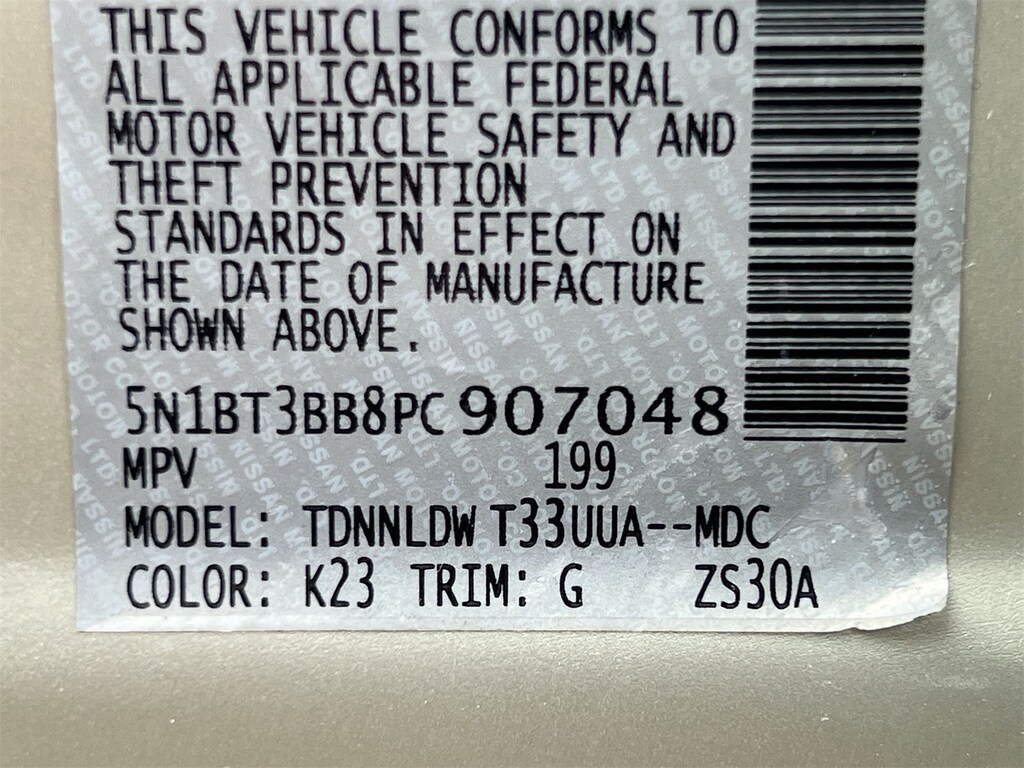 THIS VEHICLE CONFORMS TO
ALL APPLICABLE FEDERAL
MOTOR VEHICLE SAFETY AND
THEFT PREVENTION
STANDARDS IN EFFECT ON
THE DATE OF MANUFACTURE
SHOWN ABOVE.
5N1BT3BB8PC907048
MPV 199
MODEL: TDNNLDW T33UUA--MDC
COLOR: K23 TRIM: G ZS30A